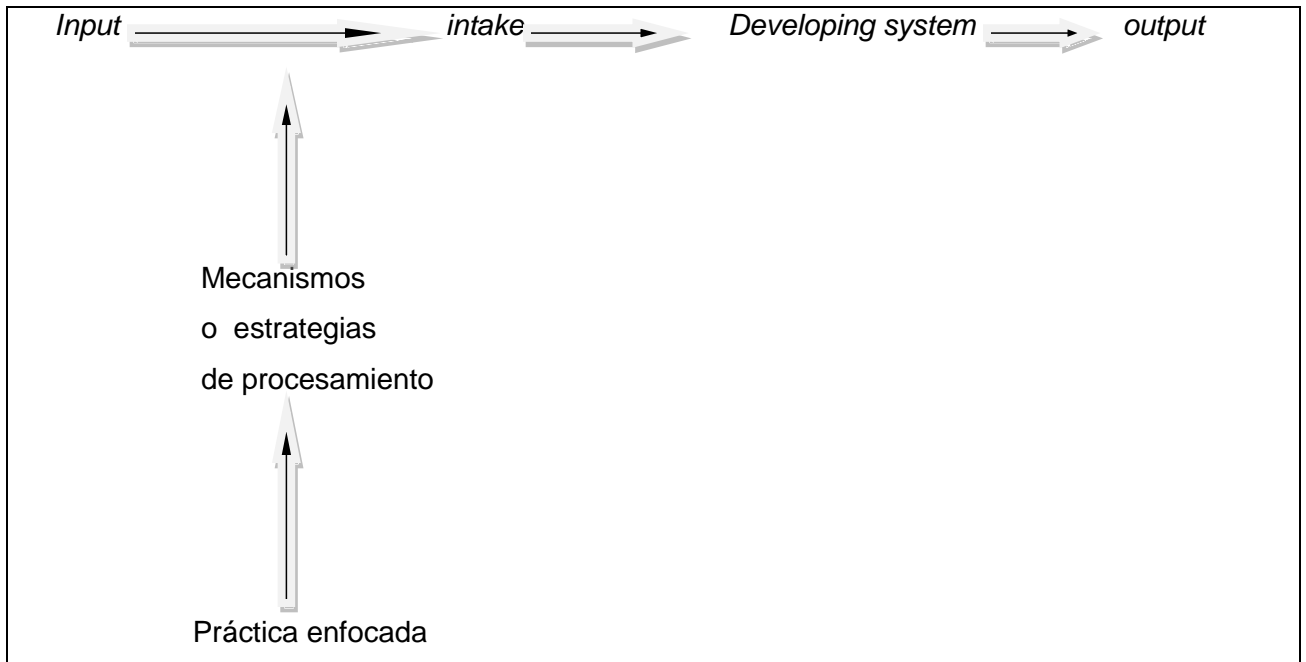 Input intake Developing system output
Mecanismos
o estrategias
de procesamiento
Práctica enfocada